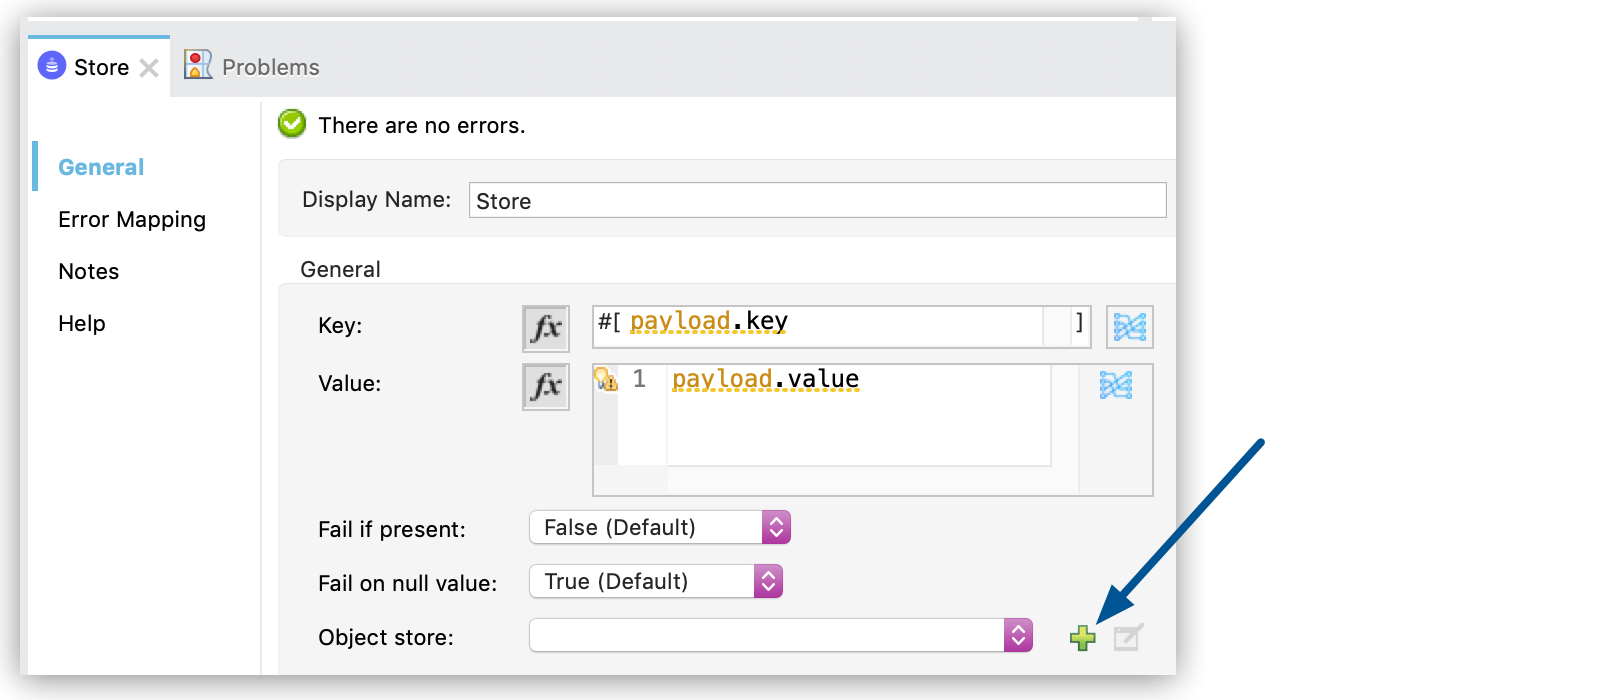 Store
Problems
There are no errors.
General
Error Mapping
Notes
Help
Display Name: Store
General
Key: fx #[ payload.key ]
Value: fx 1 payload.value
Fail if present: False (Default)
Fail on null value: True (Default)
Object store: